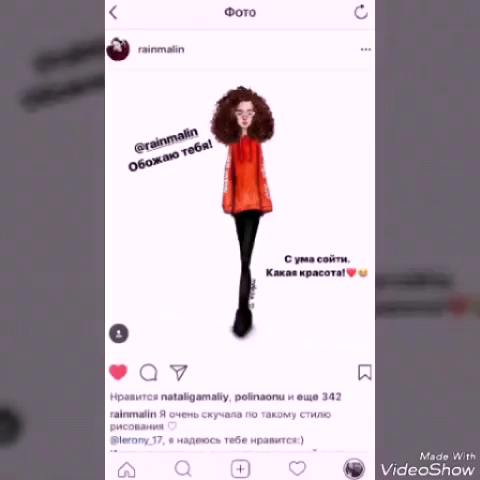 Фото
rainmalin
@rainmalin
Обожаю тебя!
С ума сойти.
Какая красота!❤️🥹
Нравится nataligamaliy, polinaonu и еще 342
rainmalin Я очень скучала по такому стилю
рисования ♡
@lerony_17, я надеюсь тебе нравится:)
Made With
VideoShow